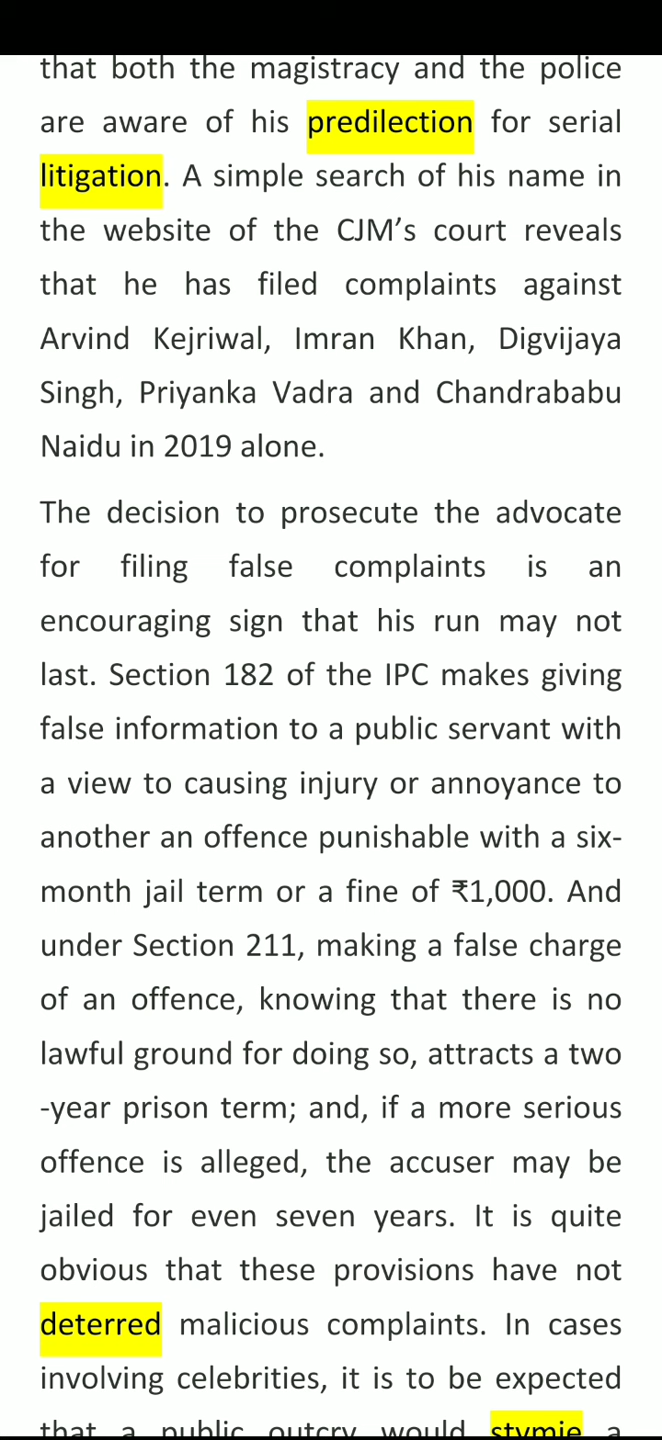 that both the magistracy and the police
are aware of his predilection for serial
litigation. A simple search of his name in
the website of the CJM’s court reveals
that he has filed complaints against
Arvind Kejriwal, Imran Khan, Digvijaya
Singh, Priyanka Vadra and Chandrababu
Naidu in 2019 alone.
The decision to prosecute the advocate
for filing false complaints is an
encouraging sign that his run may not
last. Section 182 of the IPC makes giving
false information to a public servant with
a view to causing injury or annoyance to
another an offence punishable with a six-
month jail term or a fine of ₹1,000. And
under Section 211, making a false charge
of an offence, knowing that there is no
lawful ground for doing so, attracts a two
-year prison term; and, if a more serious
offence is alleged, the accuser may be
jailed for even seven years. It is quite
obvious that these provisions have not
deterred malicious complaints. In cases
involving celebrities, it is to be expected
that a public outcry would stymie a